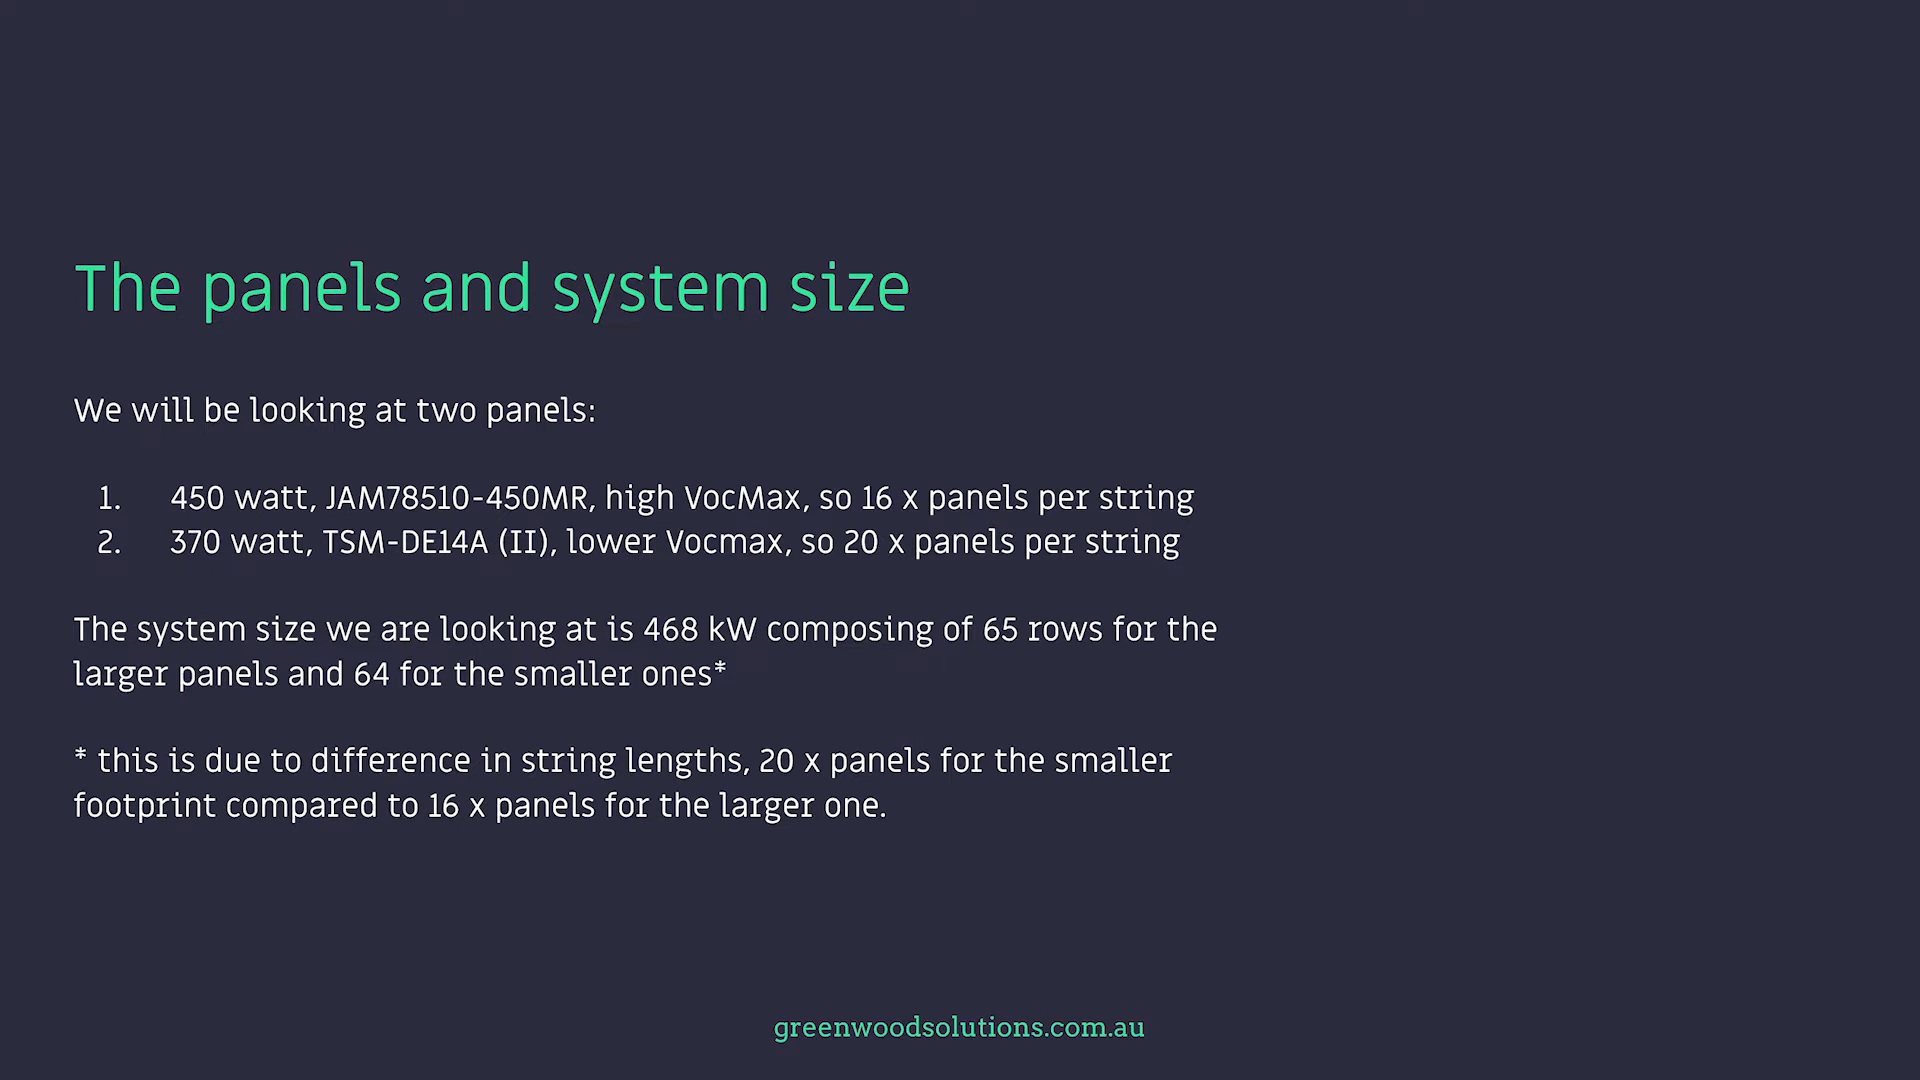 The panels and system size
We will be looking at two panels:
1. 450 watt, JAM78S10-450MR, high VocMax, so 16 x panels per string
2. 370 watt, TSM-DE14A (II), lower Vocmax, so 20 x panels per string
The system size we are looking at is 468 kW composing of 65 rows for the
larger panels and 64 for the smaller ones*
* this is due to difference in string lengths, 20 x panels for the smaller
footprint compared to 16 x panels for the larger one.
greenwoodsolutions.com.au